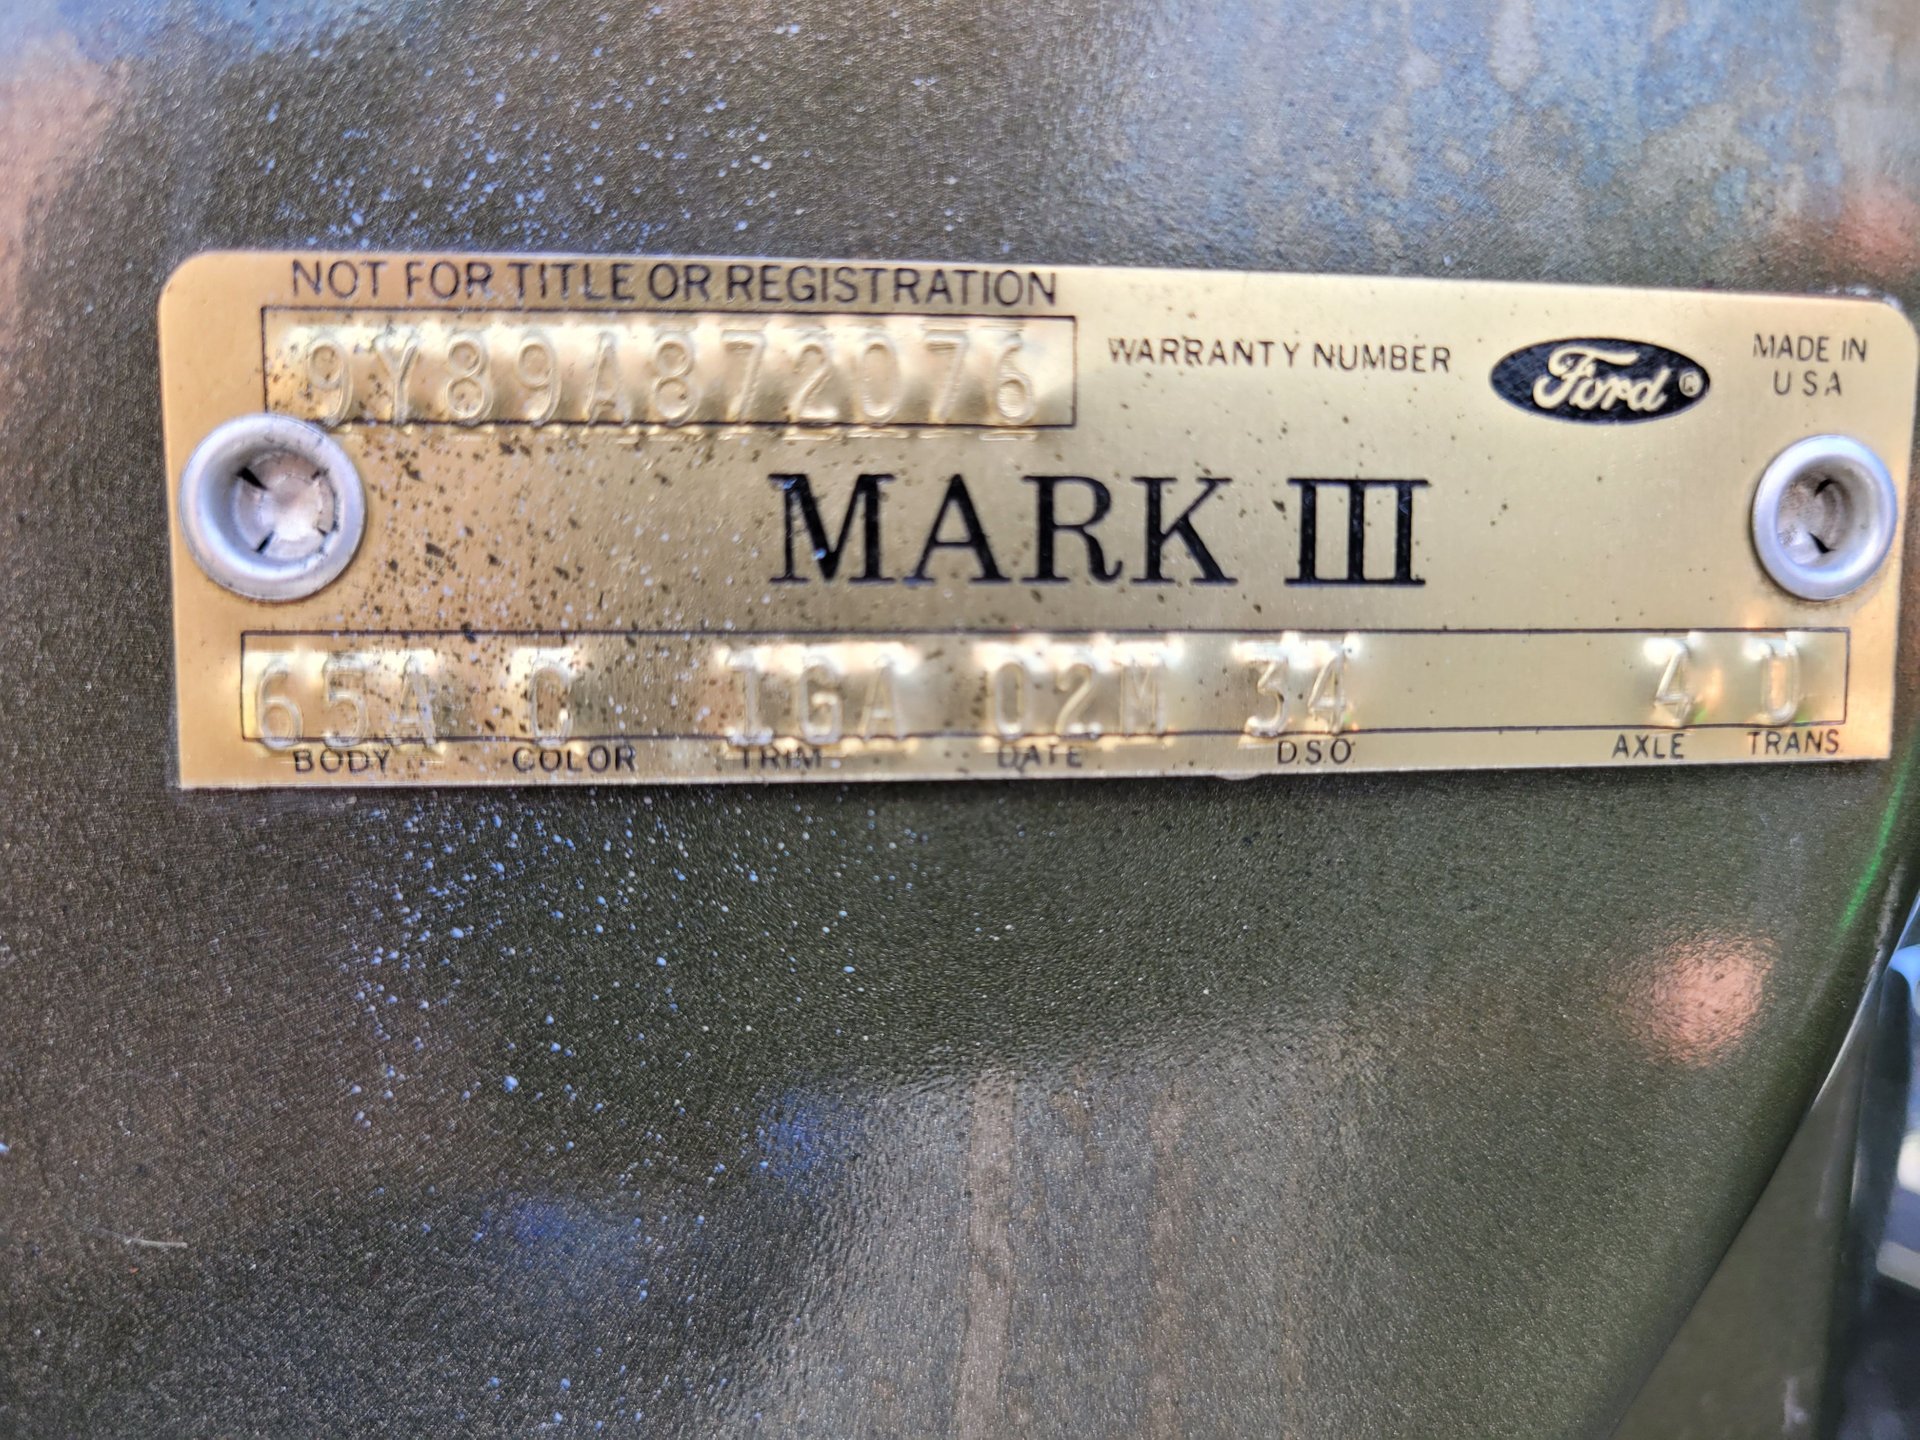 NOT FOR TITLE OR REGISTRATION
9Y89A872076
WARRANTY NUMBER
Ford ®
MADE IN
USA
MARK III
65A C 1GA 02M 34 4 U
BODY COLOR TRIM DATE D.S.O. AXLE TRANS